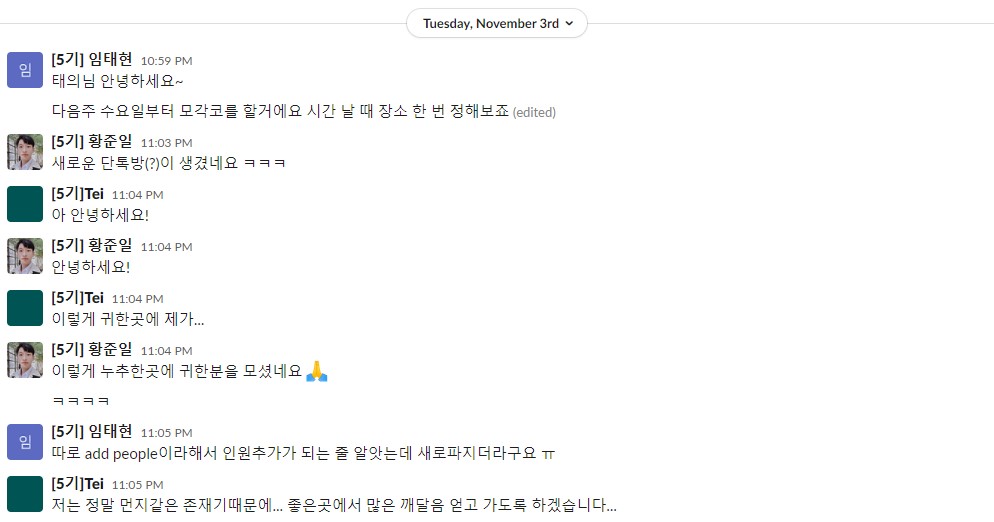 Tuesday, November 3rd
임
[5기] 임태현 10:59 PM
태의님 안녕하세요~
다음주 수요일부터 모각코를 할거에요 시간 날 때 장소 한 번 정해보죠 (edited)
[5기] 황준일 11:03 PM
새로운 단톡방(?)이 생겼네요 ㅋㅋㅋ
[5기]Tei 11:04 PM
아 안녕하세요!
[5기] 황준일 11:04 PM
안녕하세요!
[5기]Tei 11:04 PM
이렇게 귀한곳에 제가...
[5기] 황준일 11:04 PM
이렇게 누추한곳에 귀한분을 모셨네요 🙏
ㅋㅋㅋㅋ
임
[5기] 임태현 11:05 PM
따로 add people이라해서 인원추가가 되는 줄 알앗는데 새로파지더라구요 ㅠ
[5기]Tei 11:05 PM
저는 정말 먼지같은 존재기때문에... 좋은곳에서 많은 깨달음 얻고 가도록 하겠습니다...